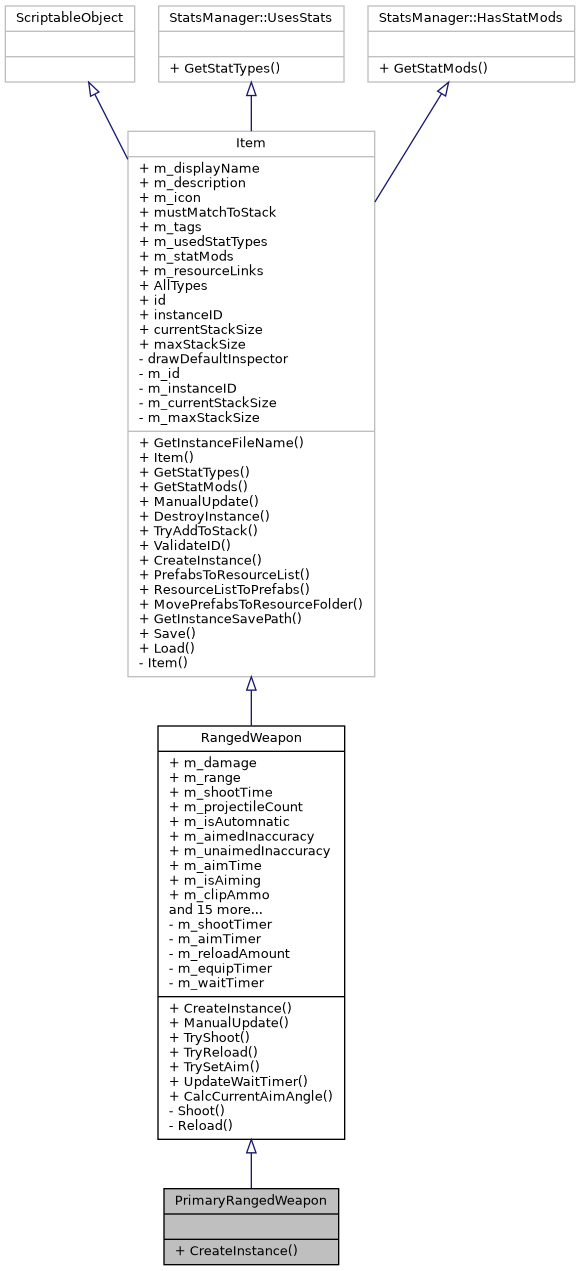 ScriptableObject
StatsManager::UsesStats
+ GetStatTypes()
StatsManager::HasStatMods
+ GetStatMods()
Item
+ m_displayName
+ m_description
+ m_icon
+ mustMatchToStack
+ m_tags
+ m_usedStatTypes
+ m_statMods
+ m_resourceLinks
+ AllTypes
+ id
+ instanceID
+ currentStackSize
+ maxStackSize
- drawDefaultInspector
- m_id
- m_instanceID
- m_currentStackSize
- m_maxStackSize
+ GetInstanceFileName()
+ Item()
+ GetStatTypes()
+ GetStatMods()
+ ManualUpdate()
+ DestroyInstance()
+ TryAddToStack()
+ ValidateID()
+ CreateInstance()
+ PrefabsToResourceList()
+ ResourceListToPrefabs()
+ MovePrefabsToResourceFolder()
+ GetInstanceSavePath()
+ Save()
+ Load()
- Item()
RangedWeapon
+ m_damage
+ m_range
+ m_shootTime
+ m_projectileCount
+ m_isAutomnatic
+ m_aimedInaccuracy
+ m_unaimedInaccuracy
+ m_aimTime
+ m_isAiming
+ m_clipAmmo
and 15 more...
- m_shootTimer
- m_aimTimer
- m_reloadAmount
- m_equipTimer
- m_waitTimer
+ CreateInstance()
+ ManualUpdate()
+ TryShoot()
+ TryReload()
+ TrySetAim()
+ UpdateWaitTimer()
+ CalcCurrentAimAngle()
- Shoot()
- Reload()
PrimaryRangedWeapon
+ CreateInstance()